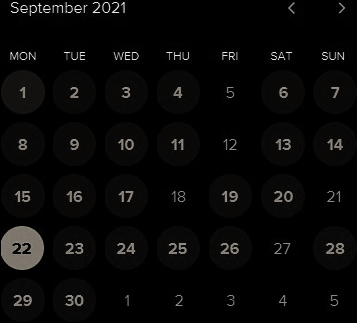 September 2021
MON TUE WED THU FRI SAT SUN
1 2 3 4 5 6 7
8 9 10 11 12 13 14
15 16 17 18 19 20 21
22 23 24 25 26 27 28
29 30 1 2 3 4 5